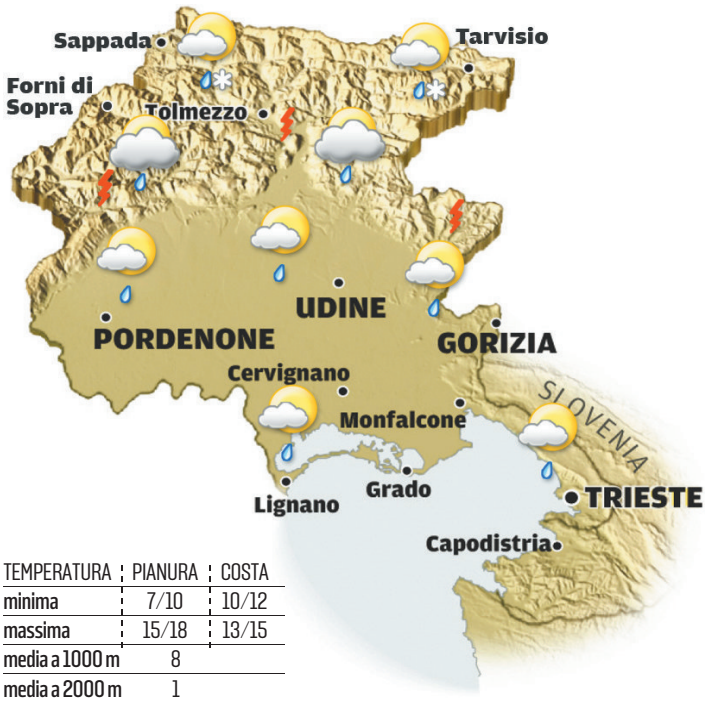 Sappada
Tarvisio
Forni di
Sopra
Tolmezzo
UDINE
PORDENONE
GORIZIA
Cervignano
SLOVENIA
Monfalcone
Grado
Lignano
TRIESTE
Capodistria
TEMPERATURA PIANURA COSTA
minima 7/10 10/12
massima 15/18 13/15
media a 1000 m 8
media a 2000 m 1